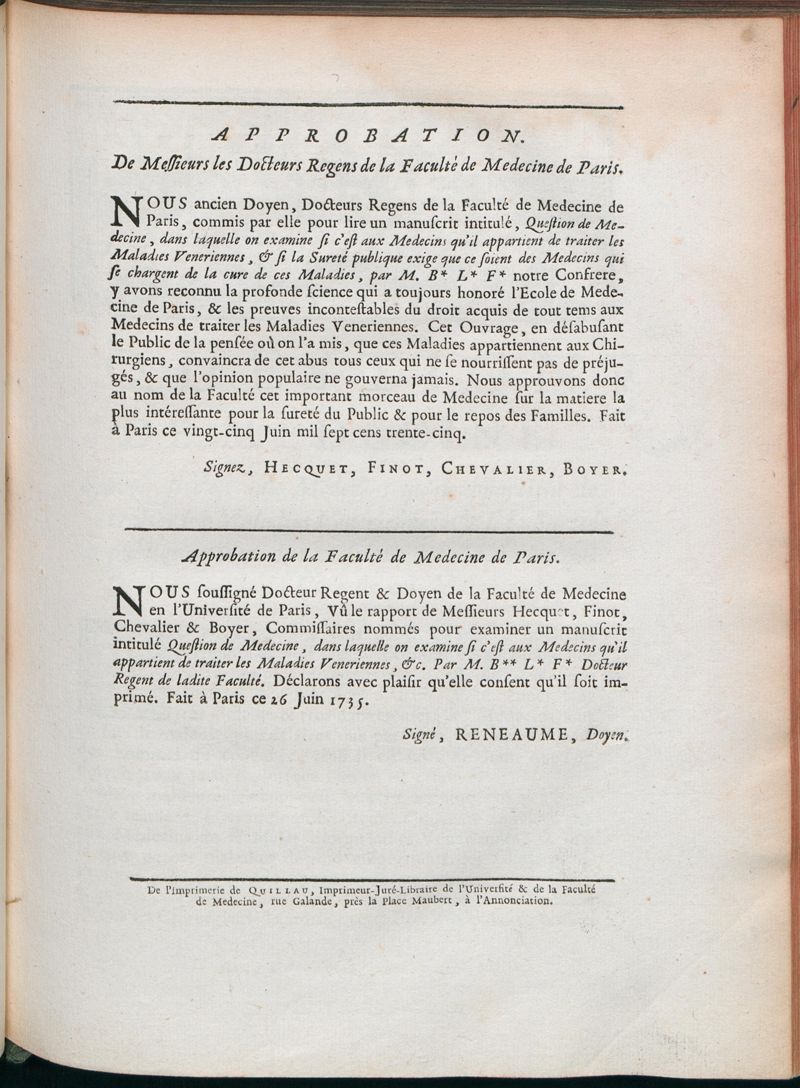 APPROBATION.
De Meſſieurs les Docteurs Regens de la Faculté de Medecine de Paris.
NOUS ancien Doyen, Docteurs Regens de la Faculté de Medecine de
Paris, commis par elle pour lire un manuſcrit intitulé, Queſtion de Me-
decine, dans laquelle on examine ſi c'eſt aux Medecins qu'il appartient de traiter les
Maladies Veneriennes, & ſi la Sureté publique exige que ce ſoient des Medecins qui
ſe chargent de la cure de ces Maladies, par M. B* L* F* notre Confrere,
y avons reconnu la profonde ſcience qui a toujours honoré l'Ecole de Mede-
cine de Paris, & les preuves inconteſtables du droit acquis de tout tems aux
Medecins de traiter les Maladies Veneriennes. Cet Ouvrage, en déſabuſant
le Public de la penſée où on l'a mis, que ces Maladies appartiennent aux Chi-
rurgiens, convaincra de cet abus tous ceux qui ne ſe nourriſſent pas de préju-
gés, & que l'opinion populaire ne gouverna jamais. Nous approuvons donc
au nom de la Faculté cet important morceau de Medecine ſur la matiere la
plus intéreſſante pour la ſureté du Public & pour le repos des Familles. Fait
à Paris ce vingt-cinq Juin mil ſept cens trente-cinq.
Signez, HECQUET, FINOT, CHEVALIER, BOYER.
Approbation de la Faculté de Medecine de Paris.
NOUS ſouſſigné Docteur Regent & Doyen de la Faculté de Medecine
en l'Univerſité de Paris, Vû le rapport de Meſſieurs Hecquet, Finot,
Chevalier & Boyer, Commiſſaires nommés pour examiner un manuſcrit
intitulé Queſtion de Medecine, dans laquelle on examine ſi c'eſt aux Medecins qu'il
appartient de traiter les Maladies Veneriennes, &c. Par M. B** L* F* Docteur
Regent de ladite Faculté. Déclarons avec plaiſir qu'elle conſent qu'il ſoit im-
primé. Fait à Paris ce 26 Juin 1735.
Signé, RENEAUME, Doyen.
De l'Imprimerie de QUILLAU, Imprimeur-Juré-Libraire de l'Univerſité & de la Faculté
de Medecine, rue Galande, près la Place Maubert, à l'Annonciation.